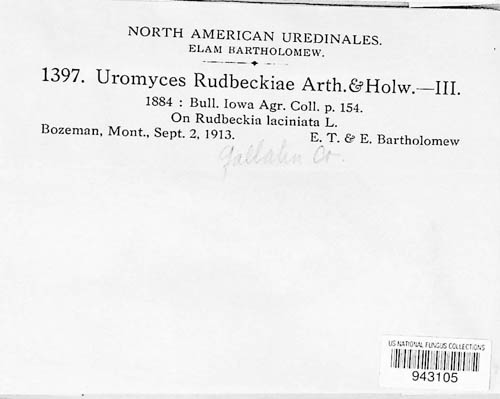 NORTH AMERICAN UREDINALES.
ELAM BARTHOLOMEW.
1397. Uromyces Rudbeckiae Arth.&Holw.—III.
1884 : Bull. Iowa Agr. Coll. p. 154.
On Rudbeckia laciniata L.
Bozeman, Mont., Sept. 2, 1913. E. T. & E. Bartholomew
Gallatin Co.
US NATIONAL FUNGUS COLLECTIONS
943105